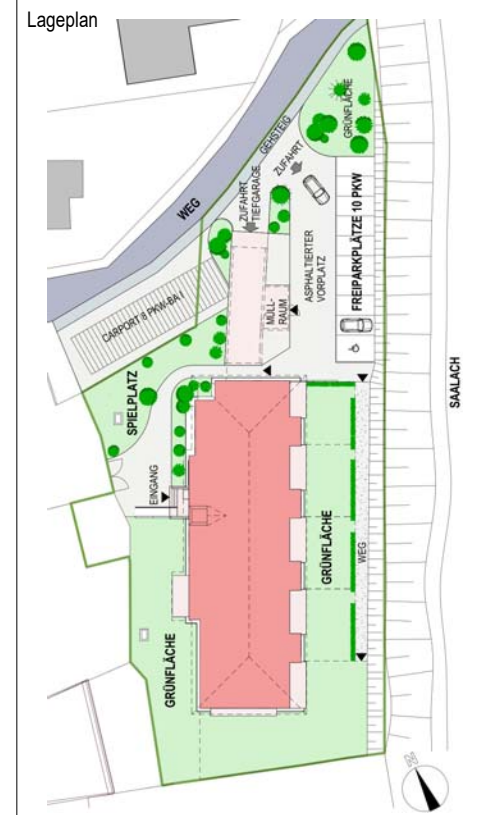 Lageplan
GRÜNFLÄCHE
GEHSTEIG
ZUFAHRT
WEG
ZUFAHRT
TIEFGARAGE
FREIPARKPLÄTZE 10 PKW
ASPHALTIERTER
VORPLATZ
MÜLL-
RAUM
CARPORT 8 PKW-BA I
SPIELPLATZ
SAALACH
EINGANG
GRÜNFLÄCHE
WEG
GRÜNFLÄCHE
N